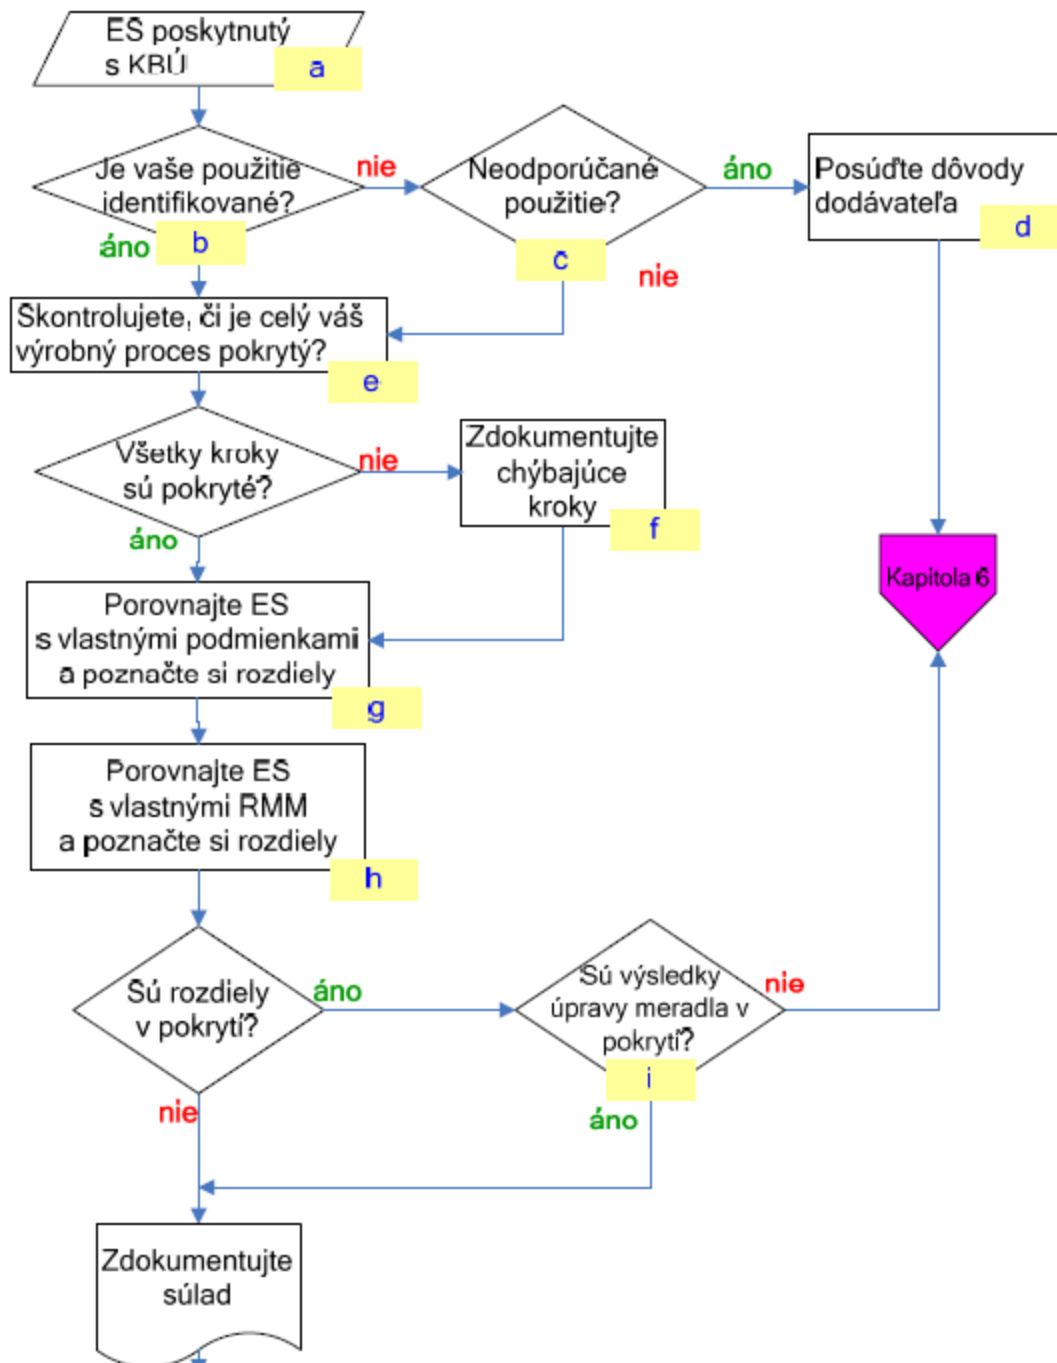 ES poskytnutý
s KBÚ
a
Je vaše použitie
identifikované?
nie
áno
b
Neodporúčané
použitie?
áno
c
nie
Posúďte dôvody
dodávateľa
d
Skontrolujete, či je celý váš
výrobný proces pokrytý?
e
Všetky kroky
sú pokryté?
nie
áno
Zdokumentujte
chýbajúce
kroky
f
Kapitola 6
Porovnajte ES
s vlastnými podmienkami
a poznačte si rozdiely
g
Porovnajte ES
s vlastnými RMM
a poznačte si rozdiely
h
Sú rozdiely
v pokrytí?
áno
nie
Sú výsledky
úpravy meradla v
pokrytí?
nie
i
áno
Zdokumentujte
súlad